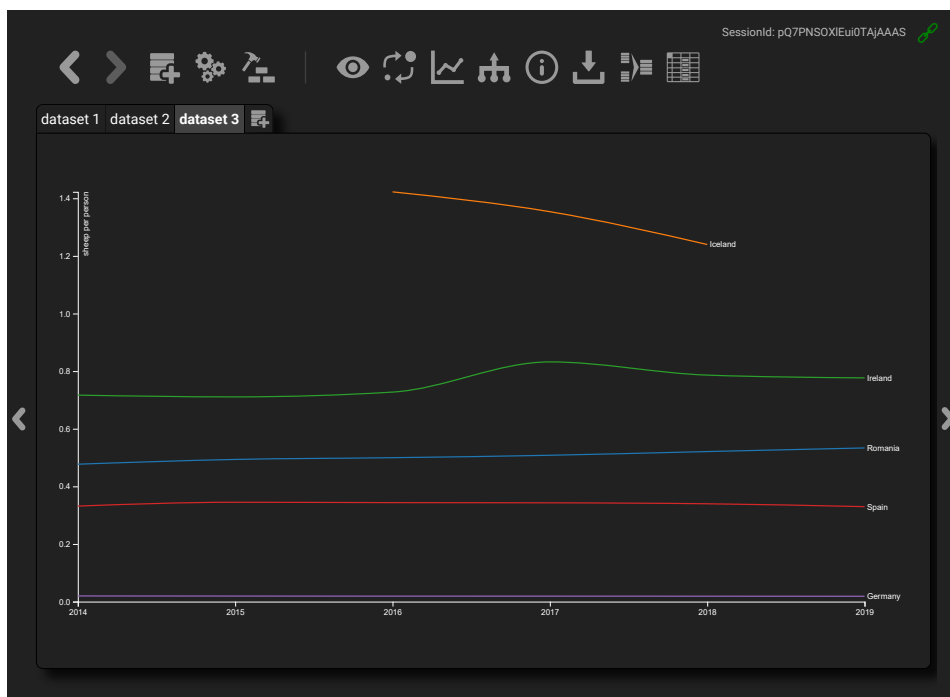 SessionId: pQ7PNSOXlEui0TAjAAAS
dataset 1 dataset 2 dataset 3
sheep per person
1.4
1.2
1.0
0.8
0.6
0.4
0.2
0.0
Iceland
Ireland
Romania
Spain
Germany
2014 2015 2016 2017 2018 2019